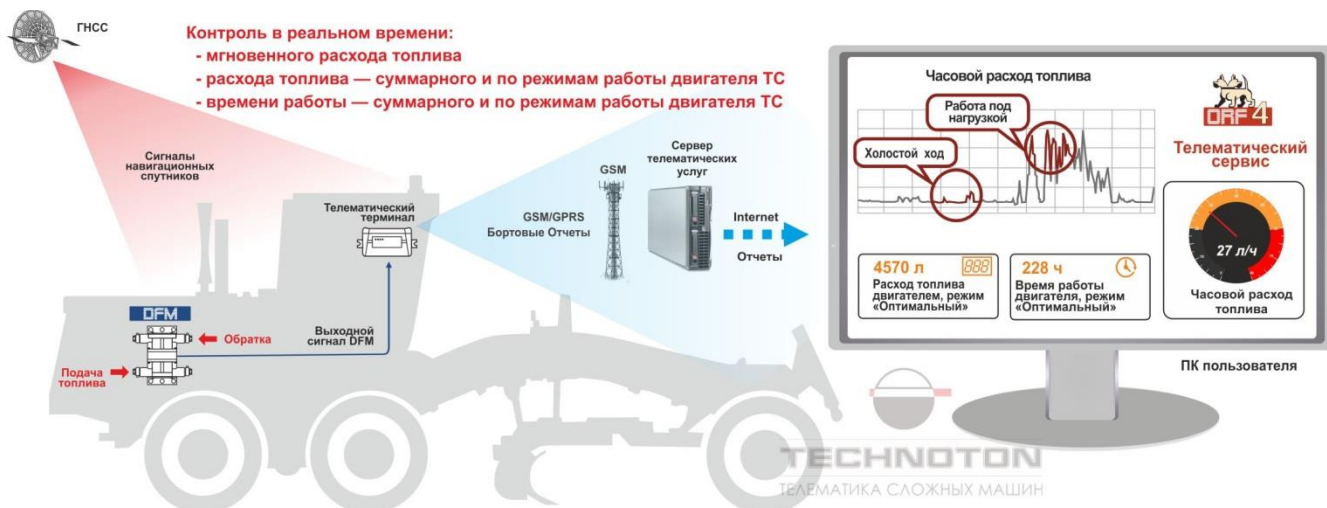 ГНСС
Контроль в реальном времени:
- мгновенного расхода топлива
- расхода топлива — суммарного и по режимам работы двигателя ТС
- времени работы — суммарного и по режимам работы двигателя ТС
Сигналы
навигационных
спутников
Телематический
терминал
GSM/GPRS
Бортовые Отчеты
GSM
Сервер
телематических
услуг
Internet
Отчеты
DFM
Обратка
Подача
топлива
Выходной
сигнал DFM
Часовой расход топлива
Работа под
нагрузкой
Холостой ход
ORF 4
Телематический
сервис
4570 л
888
Расход топлива
двигателем, режим
«Оптимальный»
228 ч
Время работы
двигателя, режим
«Оптимальный»
27 л/ч
Часовой расход
топлива
ПК пользователя
TECHNOTON
ТЕЛЕМАТИКА СЛОЖНЫХ МАШИН